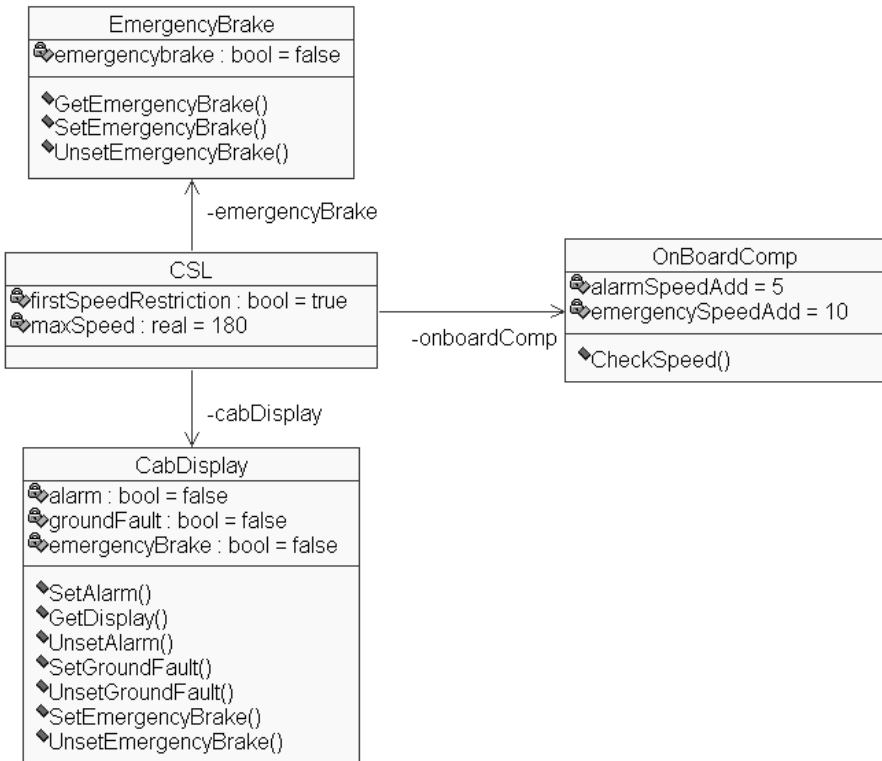 EmergencyBrake
emergencybrake : bool = false
GetEmergencyBrake()
SetEmergencyBrake()
UnsetEmergencyBrake()
-emergencyBrake
CSL
firstSpeedRestriction : bool = true
maxSpeed : real = 180
-onboardComp
OnBoardComp
alarmSpeedAdd = 5
emergencySpeedAdd = 10
CheckSpeed()
-cabDisplay
CabDisplay
alarm : bool = false
groundFault : bool = false
emergencyBrake : bool = false
SetAlarm()
GetDisplay()
UnsetAlarm()
SetGroundFault()
UnsetGroundFault()
SetEmergencyBrake()
UnsetEmergencyBrake()